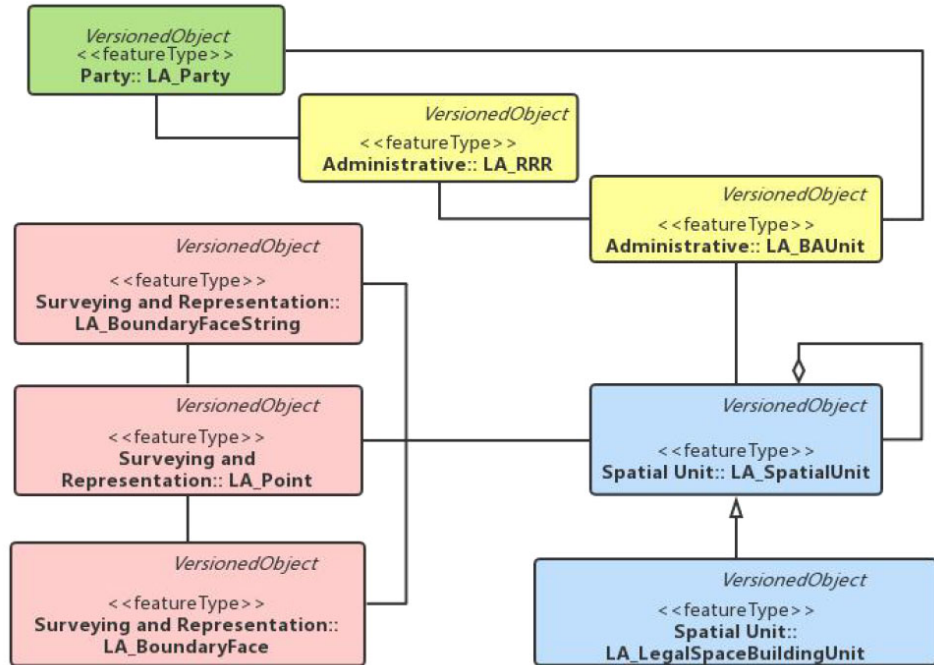 VersionedObject
<<featureType>>
Party:: LA_Party
VersionedObject
<<featureType>>
Administrative:: LA_RRR
VersionedObject
<<featureType>>
Administrative:: LA_BAUnit
VersionedObject
<<featureType>>
Surveying and Representation::
LA_BoundaryFaceString
VersionedObject
<<featureType>>
Surveying and
Representation:: LA_Point
VersionedObject
<<featureType>>
Spatial Unit:: LA_SpatialUnit
VersionedObject
<<featureType>>
Surveying and Representation::
LA_BoundaryFace
VersionedObject
<<featureType>>
Spatial Unit::
LA_LegalSpaceBuildingUnit